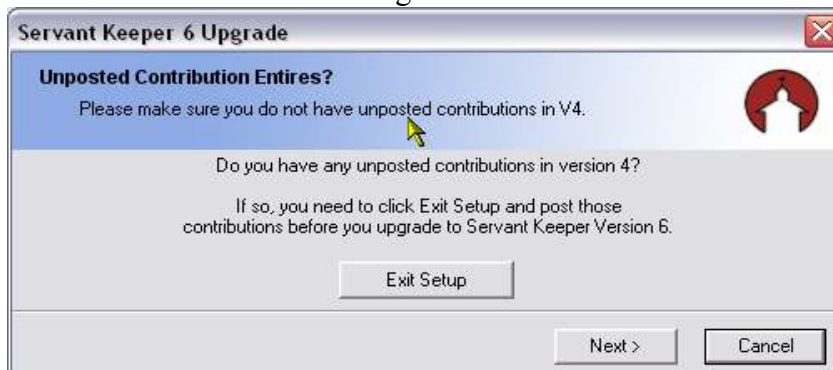 Servant Keeper 6 Upgrade
Unposted Contribution Entires?
Please make sure you do not have unposted contributions in V4.
Do you have any unposted contributions in version 4?
If so, you need to click Exit Setup and post those
contributions before you upgrade to Servant Keeper Version 6.
Exit Setup
Next >
Cancel